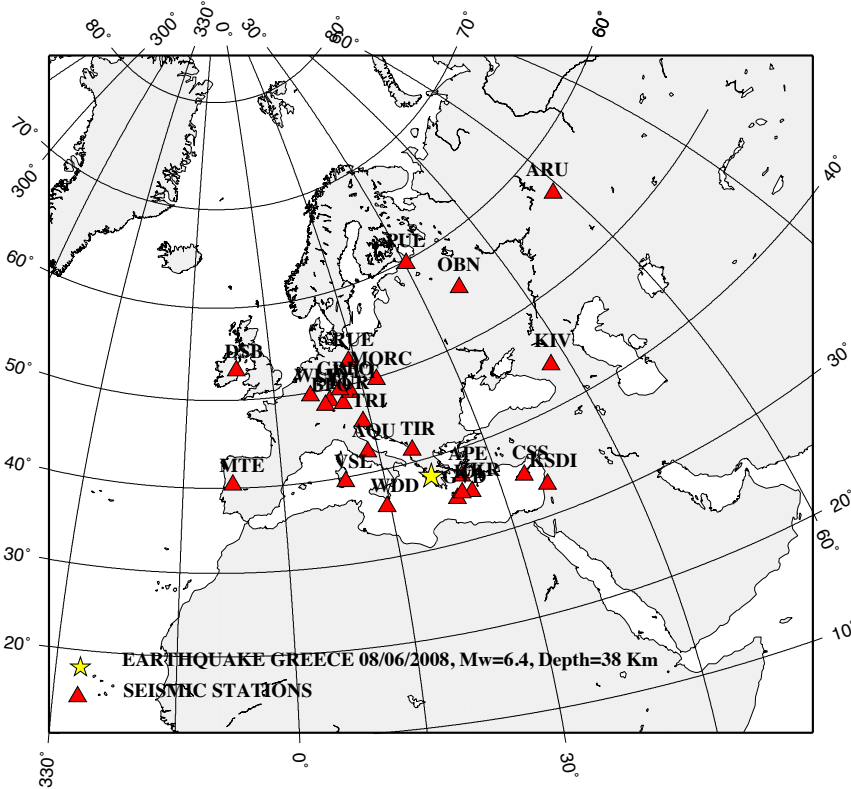 80° 300° 330° 0° 30° 60° 70° 60°
70°
300°
60°
50°
40°
30°
20°
40°
30°
20°
60°
10°
ARU
PUL
OBN
DSB
RUE
MORC
KIV
TRI
AQU TIR
MTE
VSL
APE
CSS
KSDI
WDD
EARTHQUAKE GREECE 08/06/2008, Mw=6.4, Depth=38 Km
SEISMIC STATIONS
330° 0° 30°